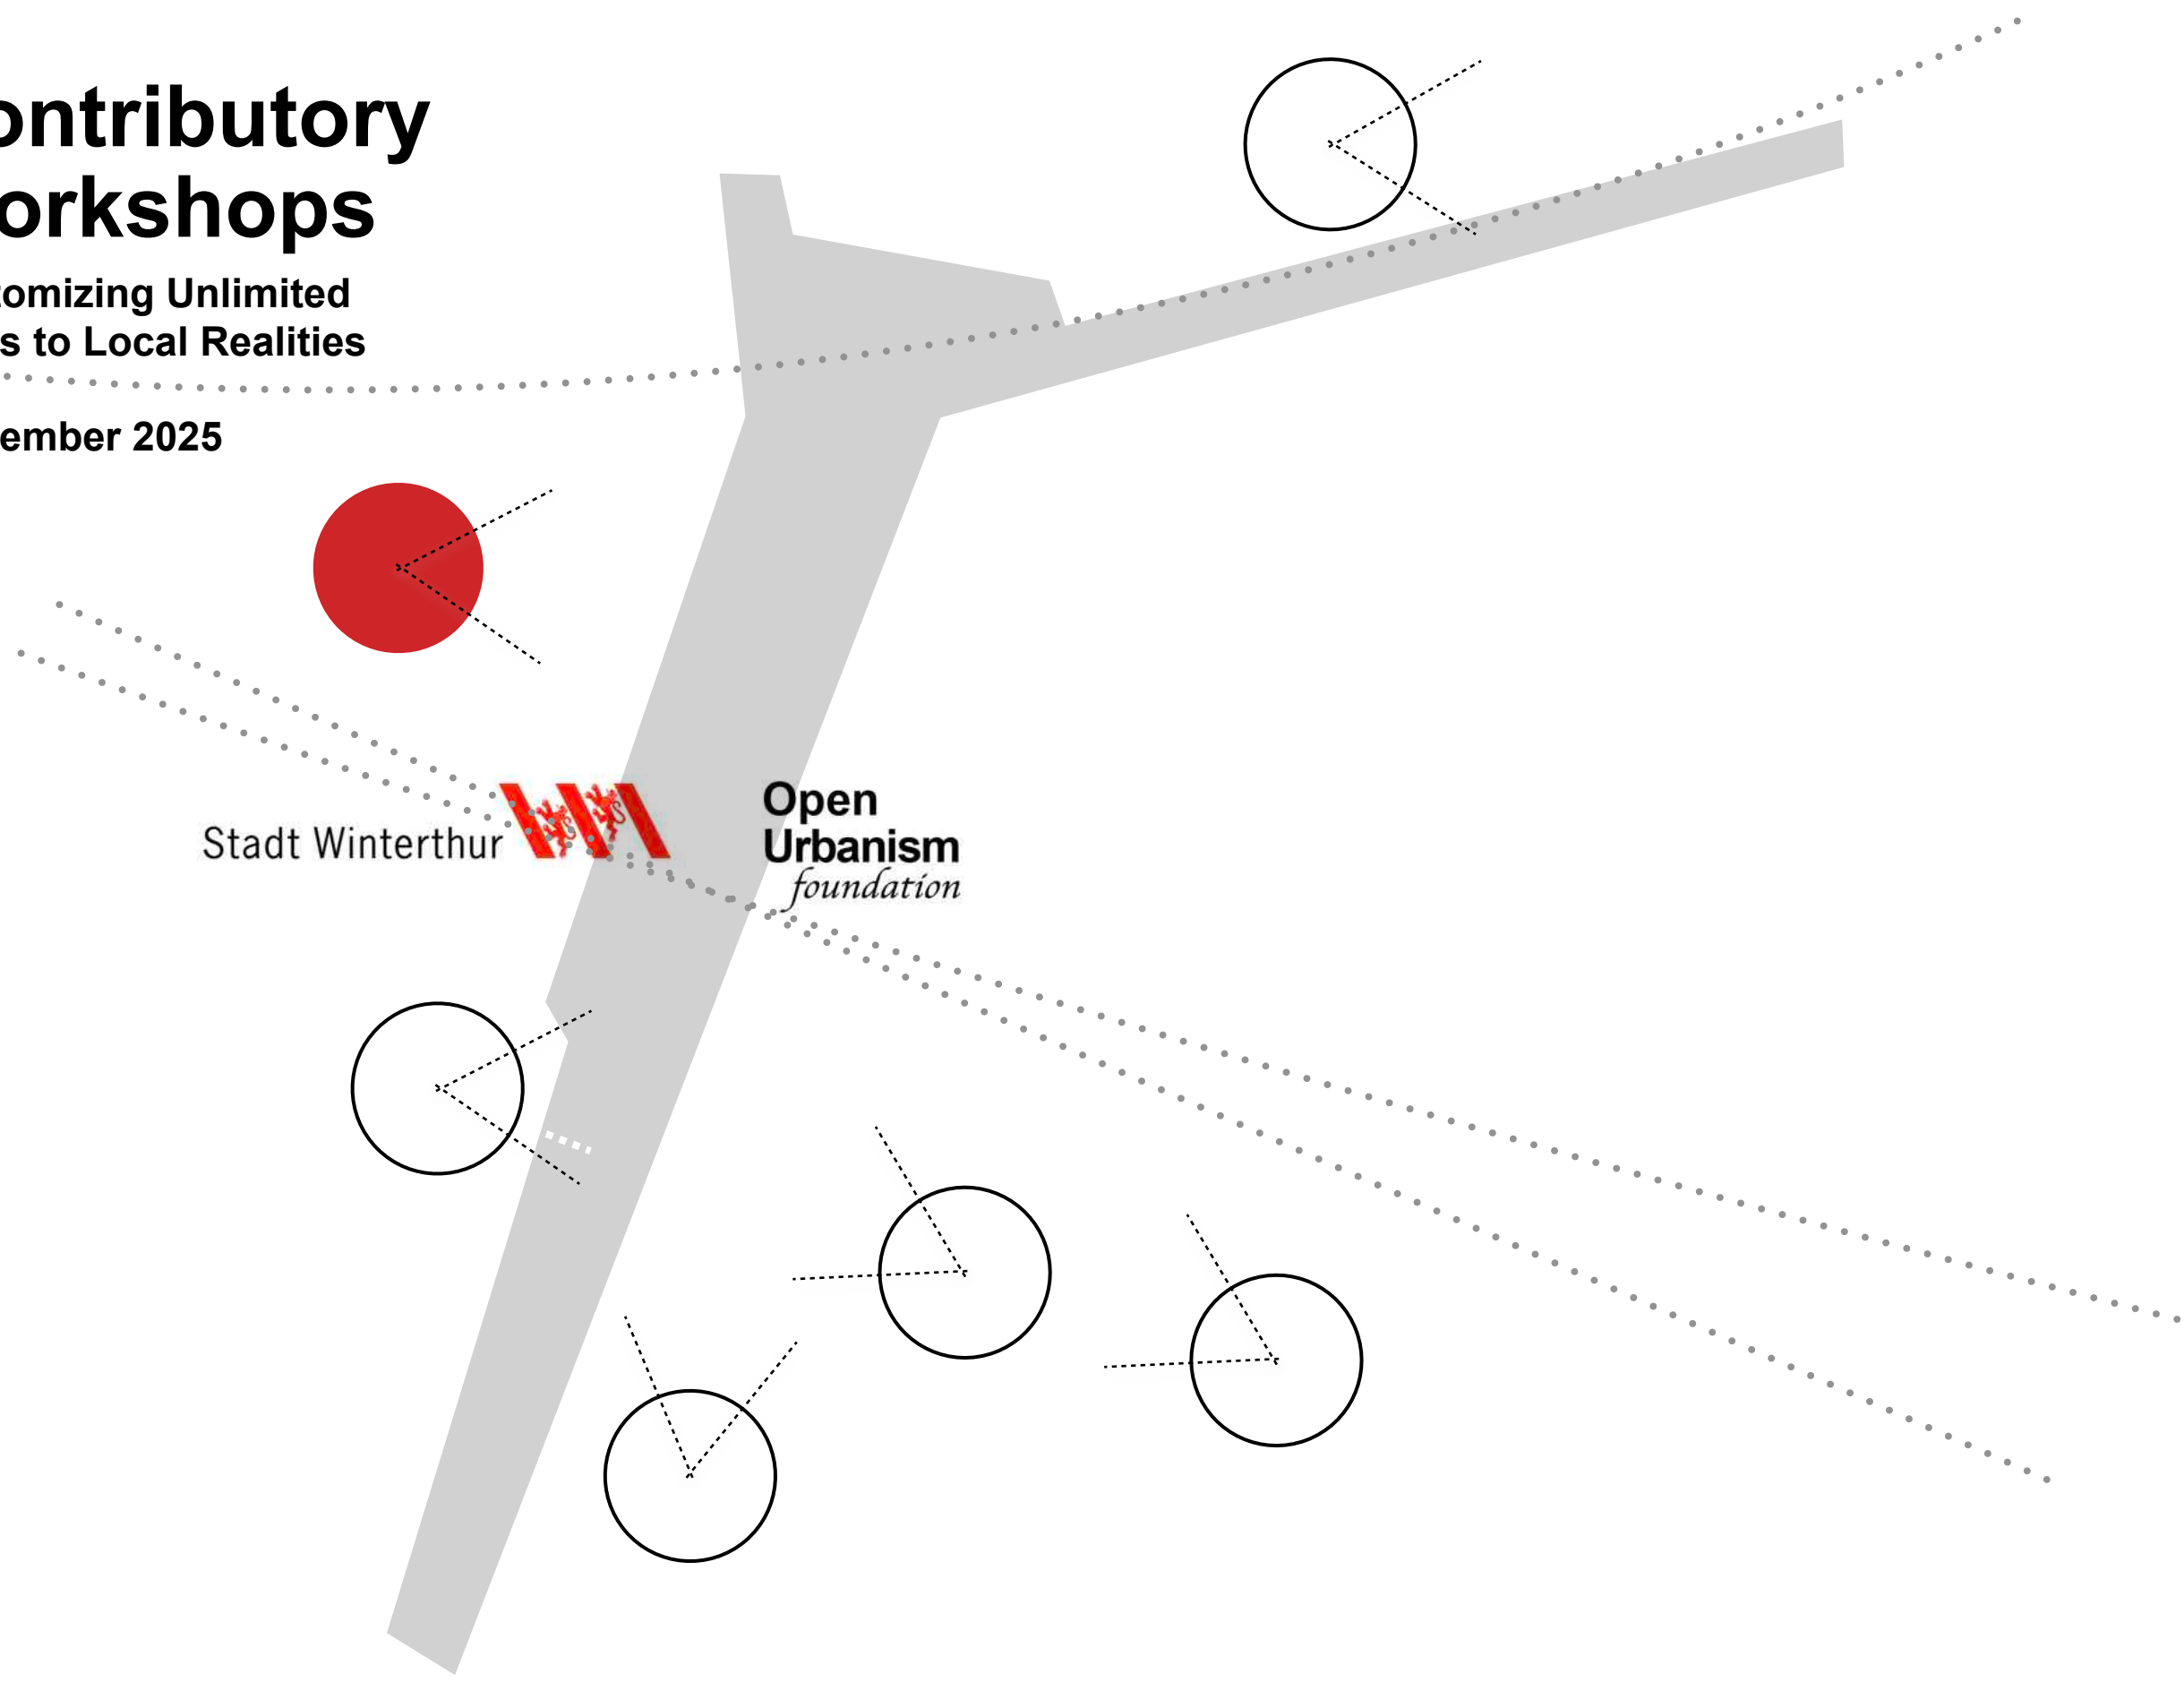 ontributory
orkshops
omizing Unlimited
s to Local Realities
ember 2025
Stadt Winterthur
Open
Urbanism
foundation